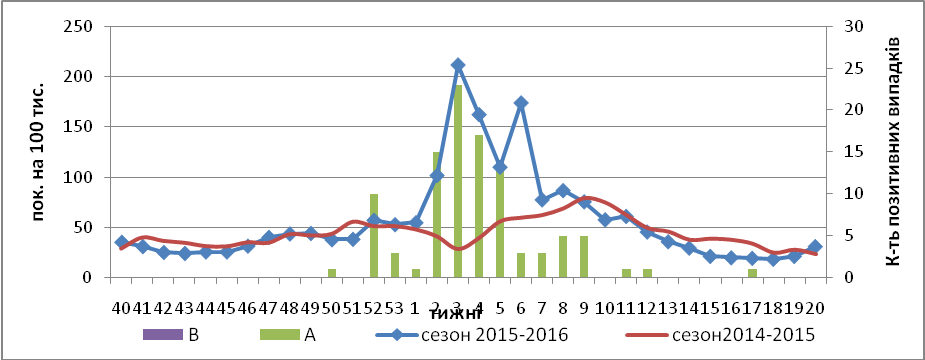 250
200
150
100
50
0
пок. на 100 тис.
30
25
20
15
10
5
0
К-ть позитивних випадків
40 41 42 43 44 45 46 47 48 49 50 51 52 53 1 2 3 4 5 6 7 8 9 10 11 12 13 14 15 16 17 18 19 20
тижні
В А сезон 2015-2016 сезон2014-2015